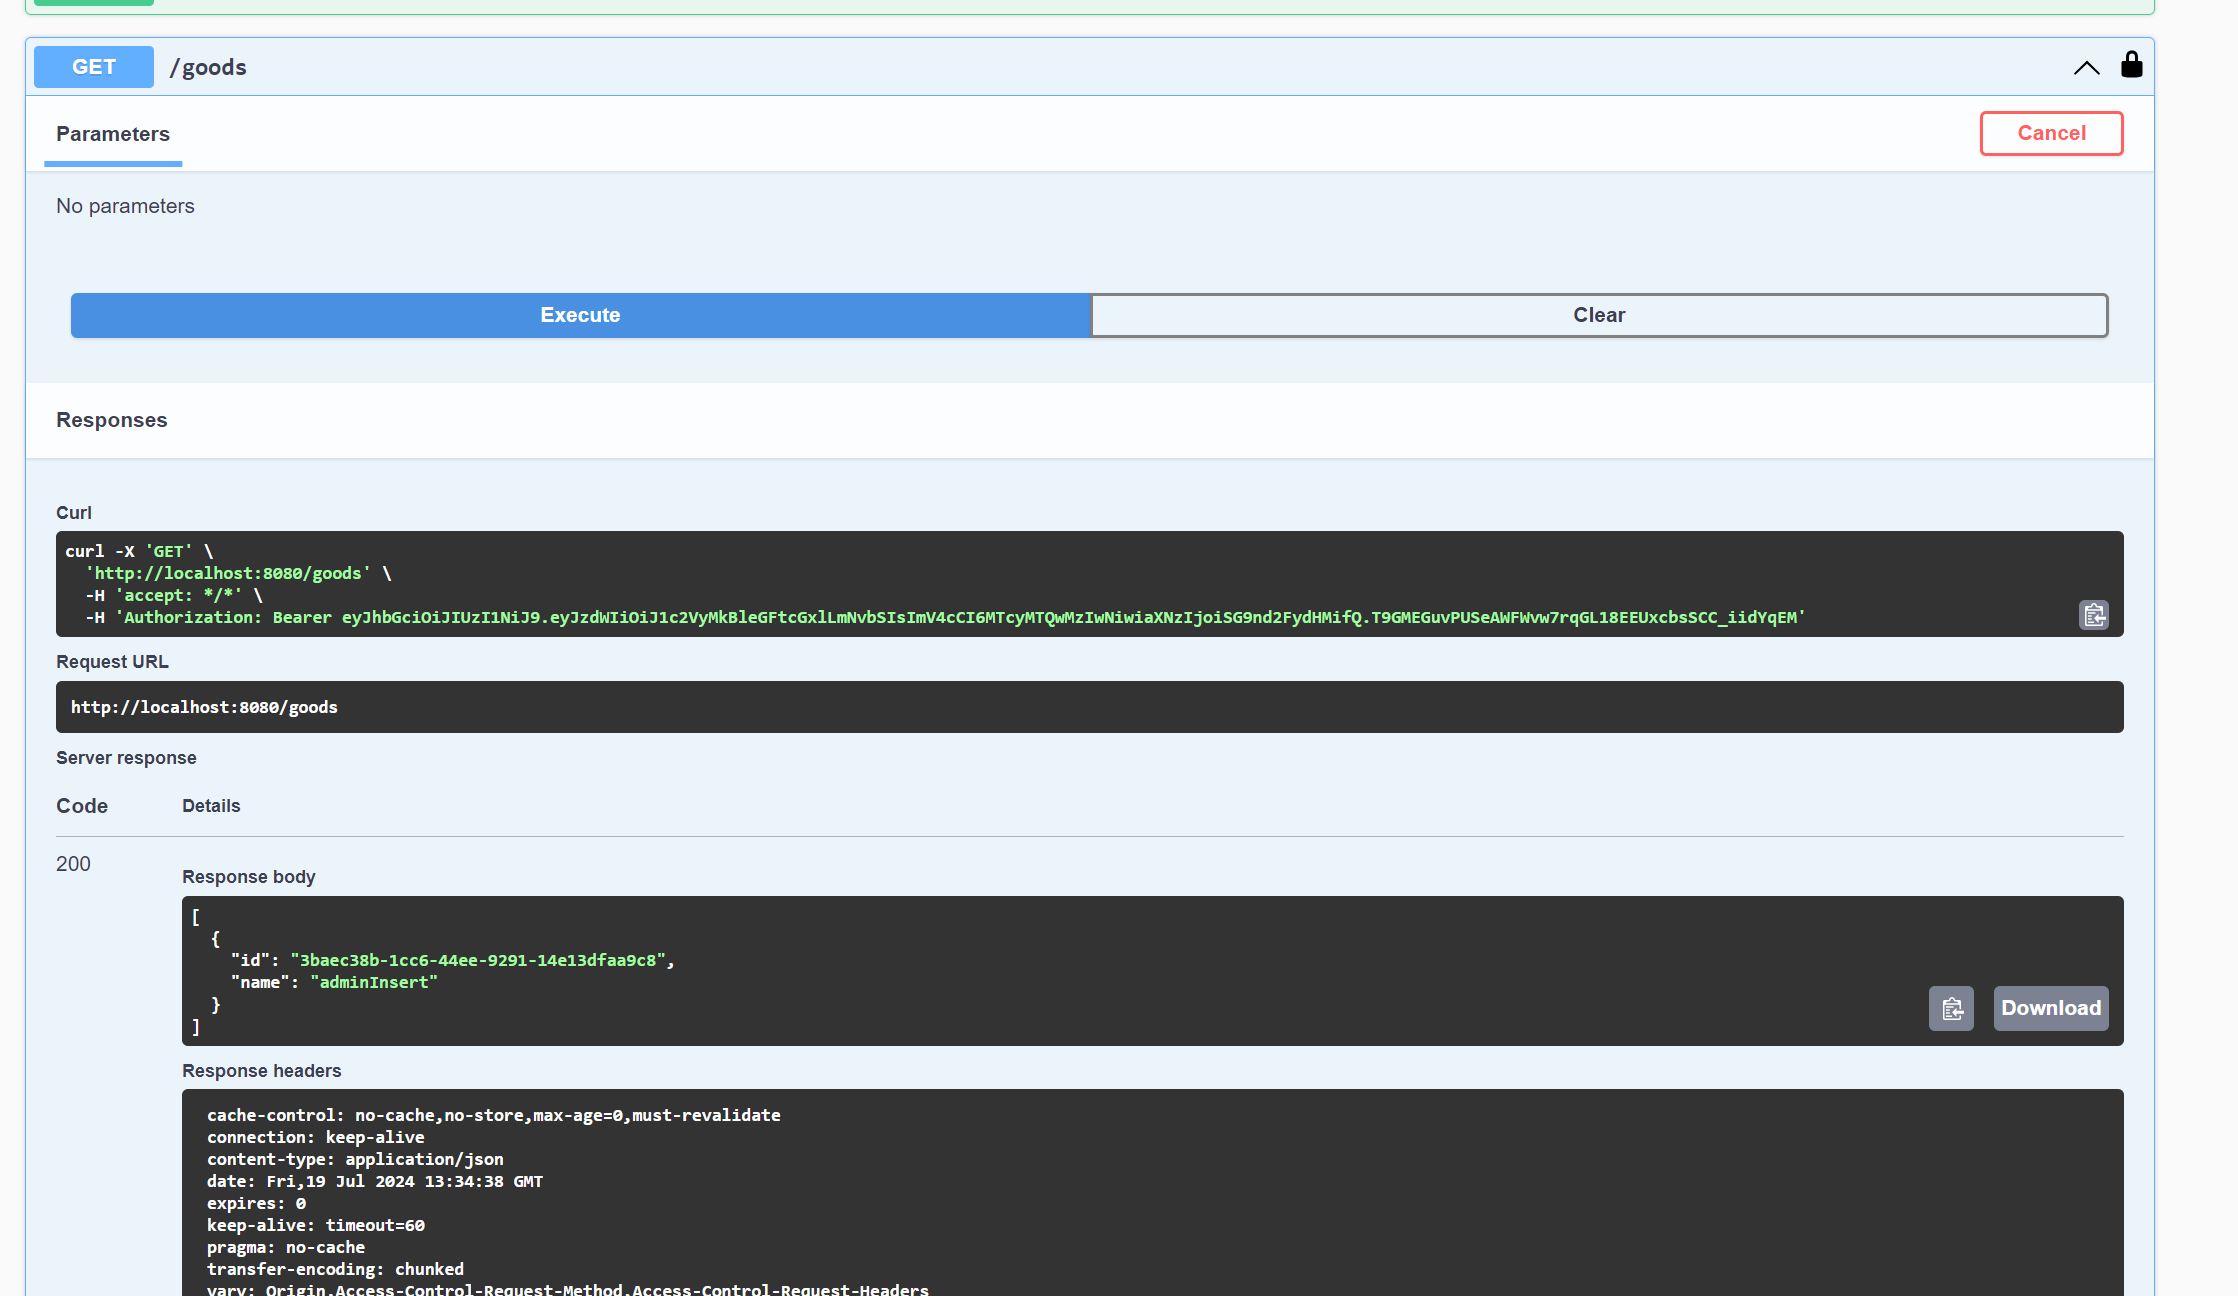 GET /goods
Parameters
Cancel
No parameters
Execute
Clear
Responses
Curl
curl -X 'GET' \
  'http://localhost:8080/goods' \
  -H 'accept: */*' \
  -H 'Authorization: Bearer eyJhbGciOiJIUzI1NiJ9.eyJzdWIiOiJ1c2VyMkBleGFtcGxlLmNvbSIsImV4cCI6MTcyMTQwMzIwNiwiaXNzIjoiSG9nd2FydHMifQ.T9GMEGuvPUSeAWFWvw7rqGL18EEUxcbsSCC_iidYqEM'
Request URL
http://localhost:8080/goods
Server response
Code Details
200
Response body
[
  {
    "id": "3baec38b-1cc6-44ee-9291-14e13dfaa9c8",
    "name": "adminInsert"
  }
]
Download
Response headers
cache-control: no-cache,no-store,max-age=0,must-revalidate
connection: keep-alive
content-type: application/json
date: Fri,19 Jul 2024 13:34:38 GMT
expires: 0
keep-alive: timeout=60
pragma: no-cache
transfer-encoding: chunked
vary: Origin,Access-Control-Request-Method,Access-Control-Request-Headers